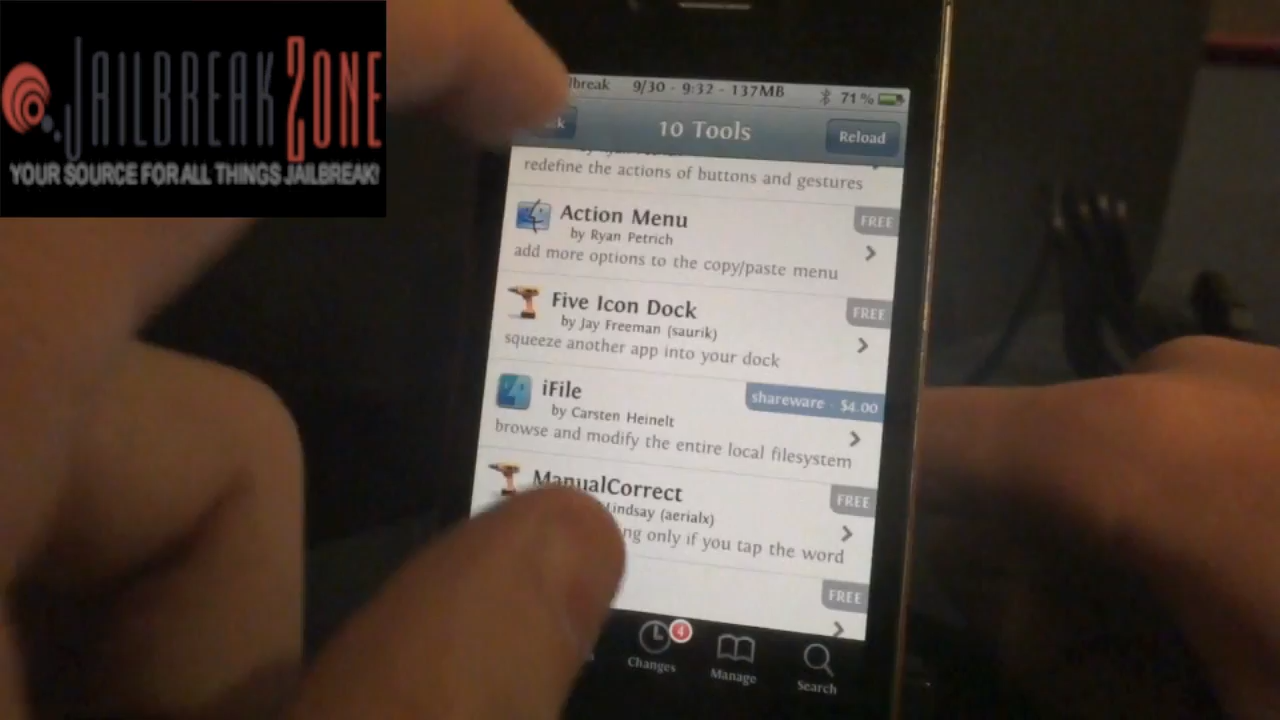 JAILBREAK ZONE
YOUR SOURCE FOR ALL THINGS JAILBREAK!
9/30 - 9:32 - 137MB
71%
10 Tools
Reload
redefine the actions of buttons and gestures
Action Menu
FREE
by Ryan Petrich
add more options to the copy/paste menu
Five Icon Dock
FREE
by Jay Freeman (saurik)
squeeze another app into your dock
iFile
shareware - $4.00
by Carsten Heinelt
browse and modify the entire local filesystem
ManualCorrect
FREE
Lindsay (aerialx)
only if you tap the word
FREE
4
Changes
Manage
Search